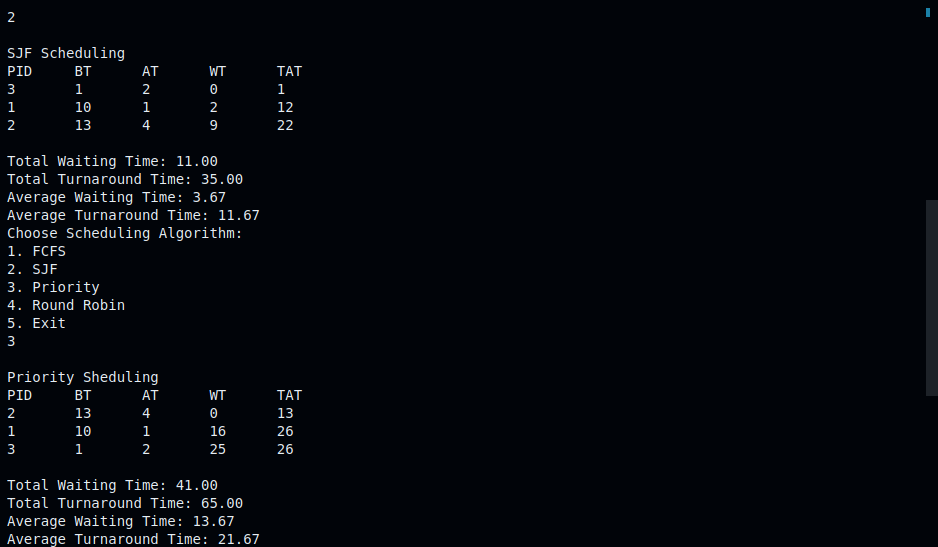 2
SJF Scheduling
PID BT AT WT TAT
3 1 2 0 1
1 10 1 2 12
2 13 4 9 22
Total Waiting Time: 11.00
Total Turnaround Time: 35.00
Average Waiting Time: 3.67
Average Turnaround Time: 11.67
Choose Scheduling Algorithm:
1. FCFS
2. SJF
3. Priority
4. Round Robin
5. Exit
3
Priority Sheduling
PID BT AT WT TAT
2 13 4 0 13
1 10 1 16 26
3 1 2 25 26
Total Waiting Time: 41.00
Total Turnaround Time: 65.00
Average Waiting Time: 13.67
Average Turnaround Time: 21.67